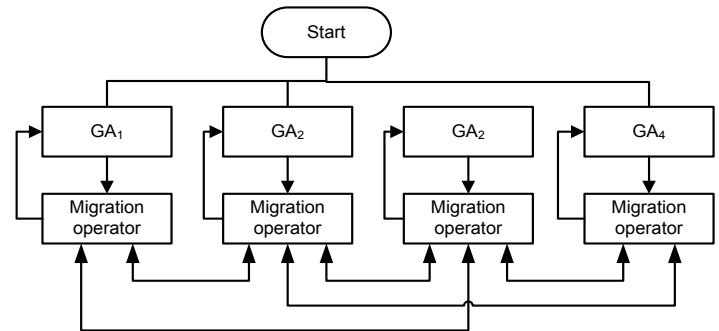 Start
GA₁
GA₂
GA₂
GA₄
Migration
operator
Migration
operator
Migration
operator
Migration
operator